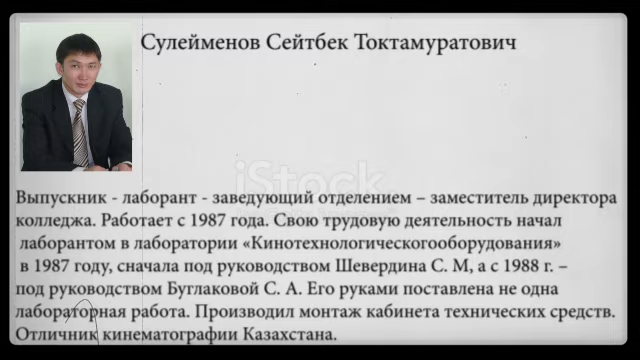 Сулейменов Сейтбек Токтамуратович
iStock
Выпускник - лаборант - заведующий отделением – заместитель директора
колледжа. Работает с 1987 года. Свою трудовую деятельность начал
лаборантом в лаборатории «Кинотехнологическогооборудования»
в 1987 году, сначала под руководством Шевердина С. М, а с 1988 г. –
под руководством Буглаковой С. А. Его руками поставлена не одна
лабораторная работа. Производил монтаж кабинета технических средств.
Отличник кинематографии Казахстана.